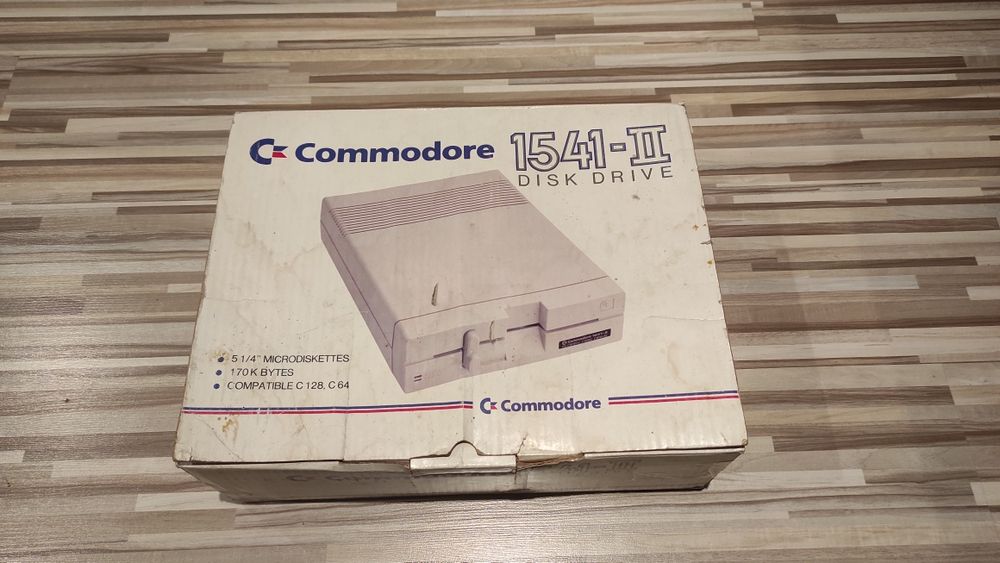 Commodore 1541-II
DISK DRIVE
5 1/4" MICRODISKETTES
170 K BYTES
COMPATIBLE C 128, C 64
Commodore